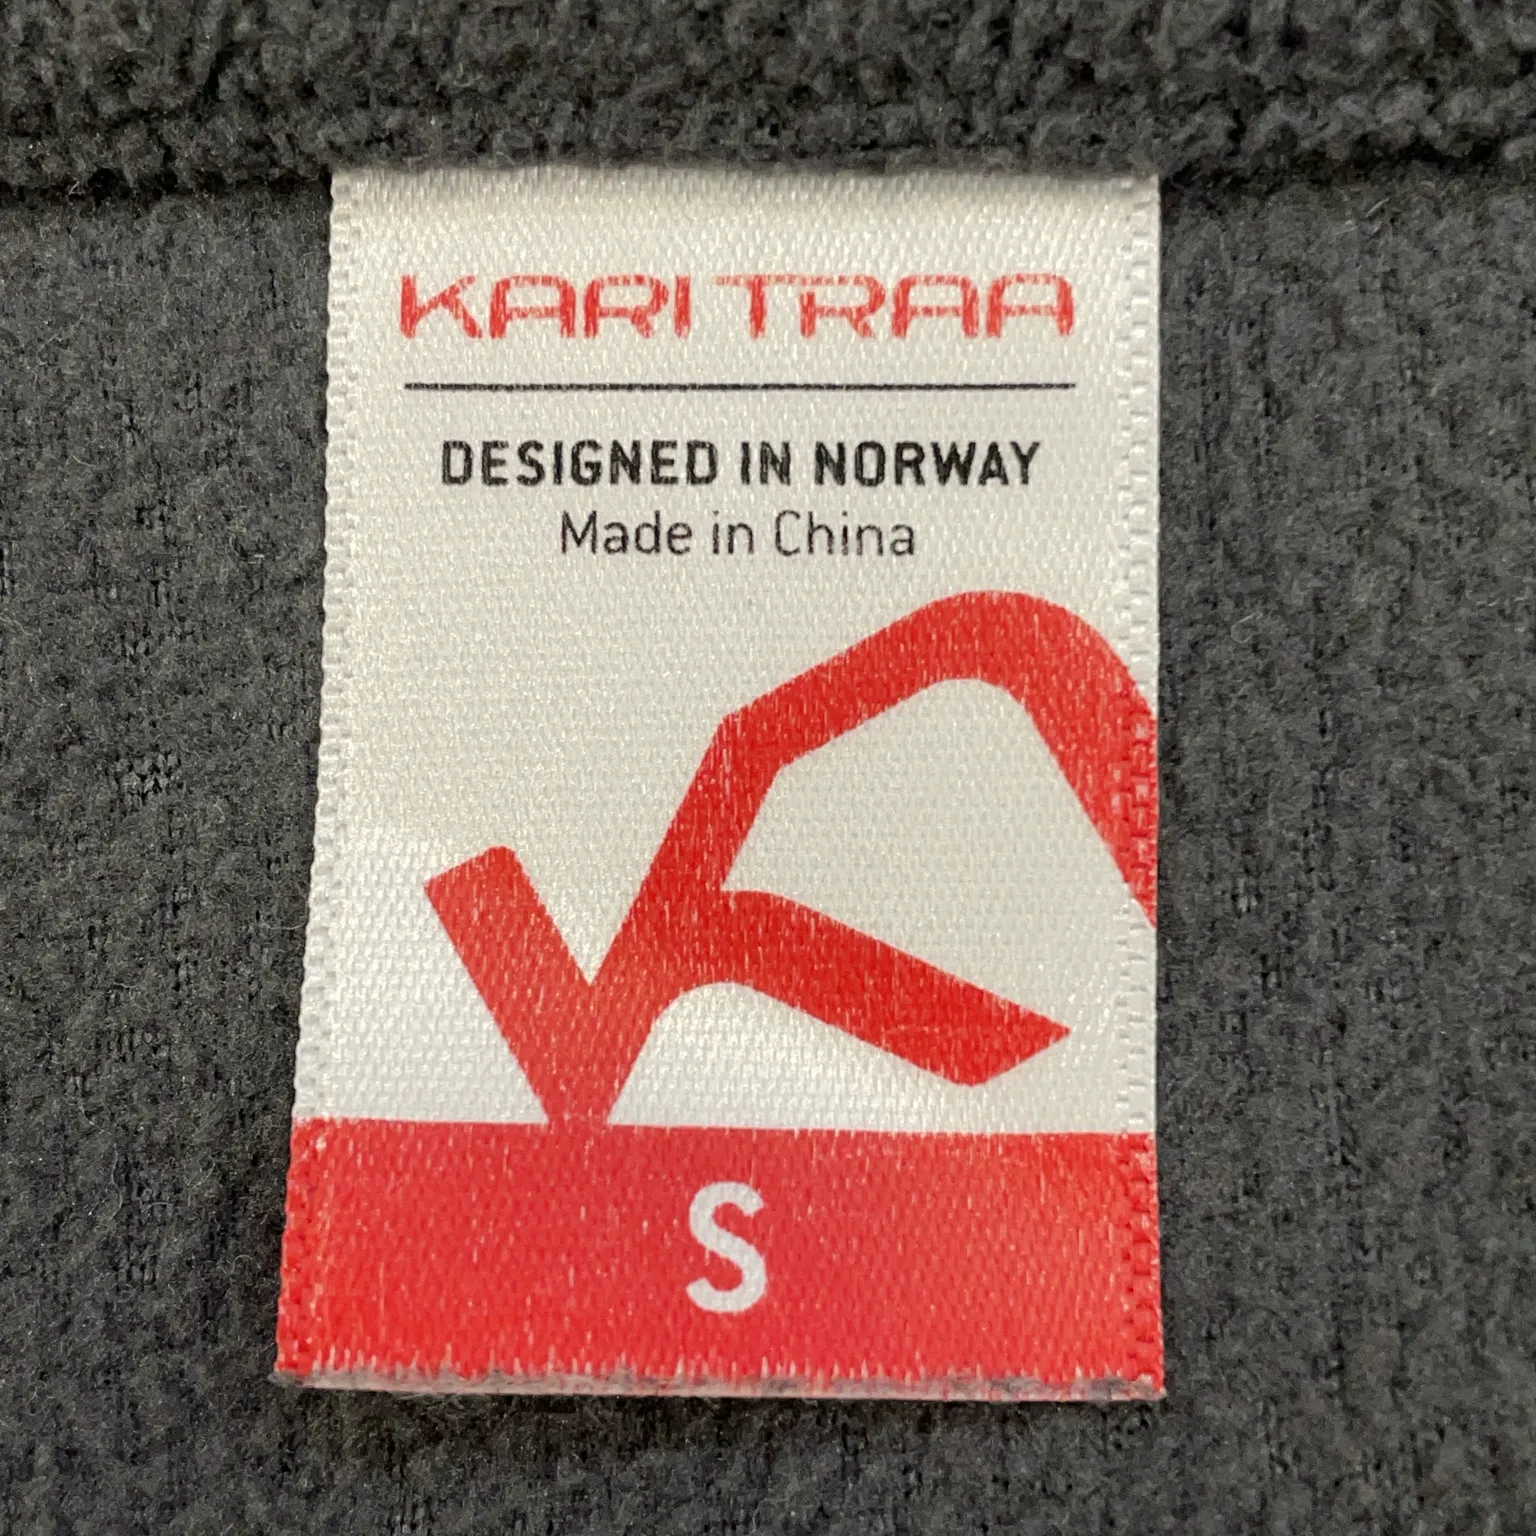 KARI TRAA
DESIGNED IN NORWAY
Made in China
S